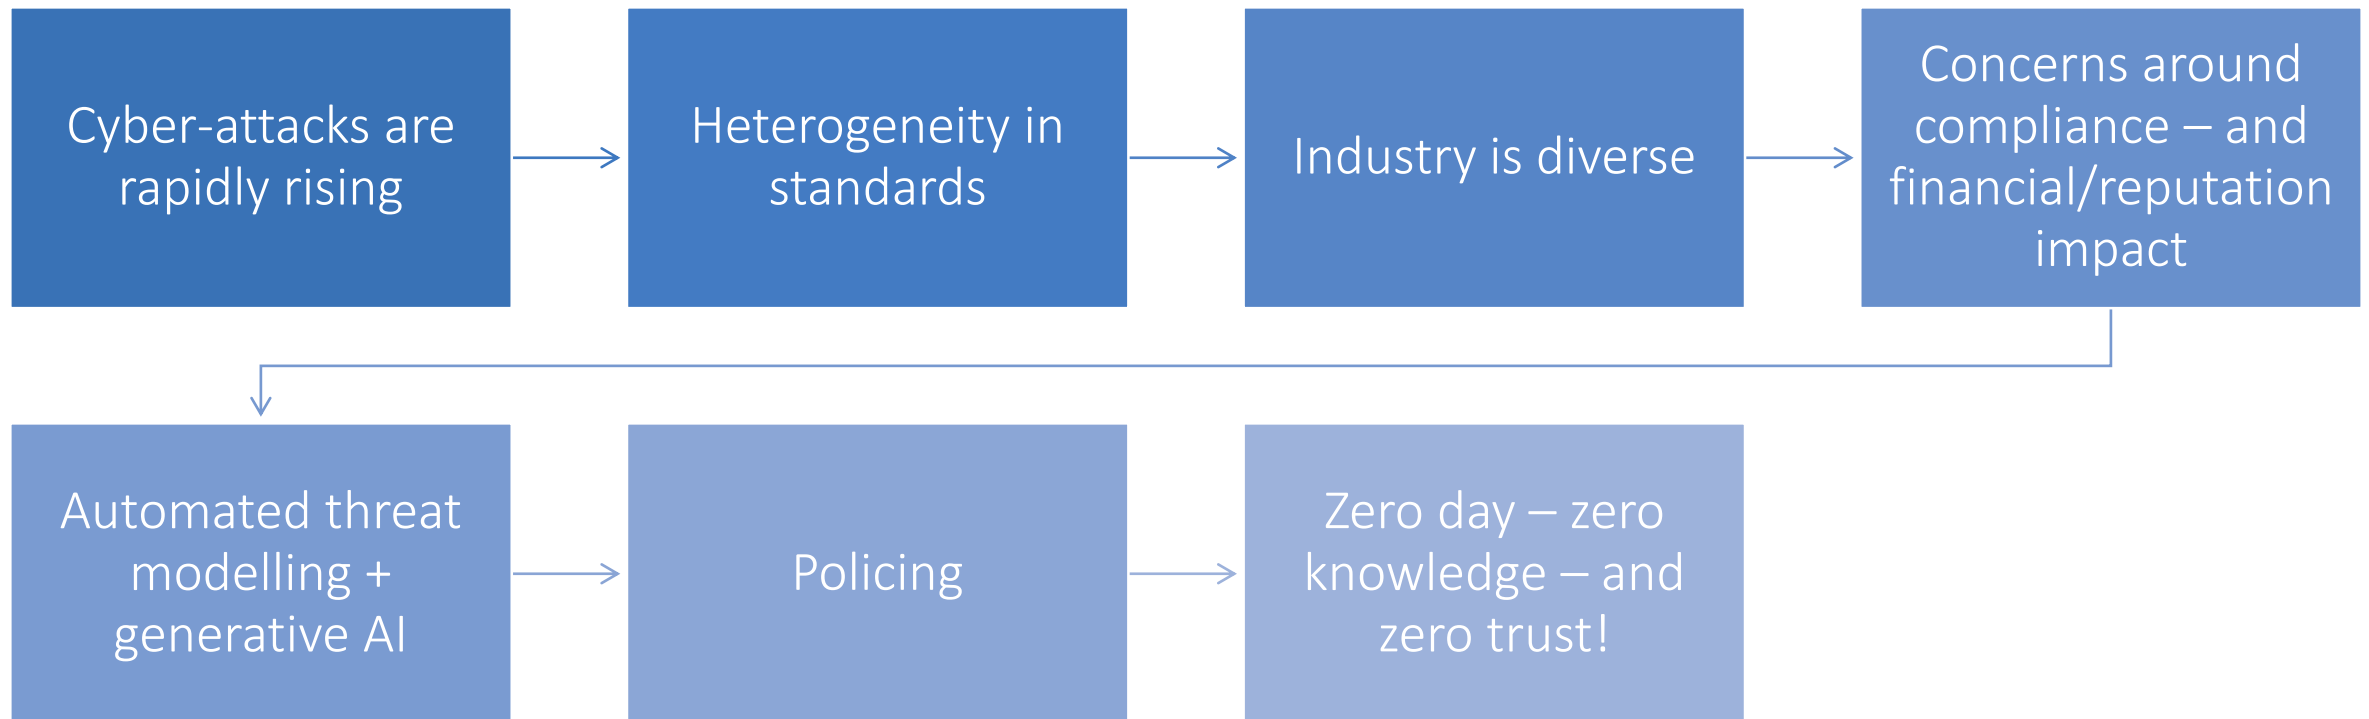 Cyber-attacks are
rapidly rising
Heterogeneity in
standards
Industry is diverse
Concerns around
compliance – and
financial/reputation
impact
Automated threat
modelling +
generative AI
Policing
Zero day – zero
knowledge – and
zero trust!